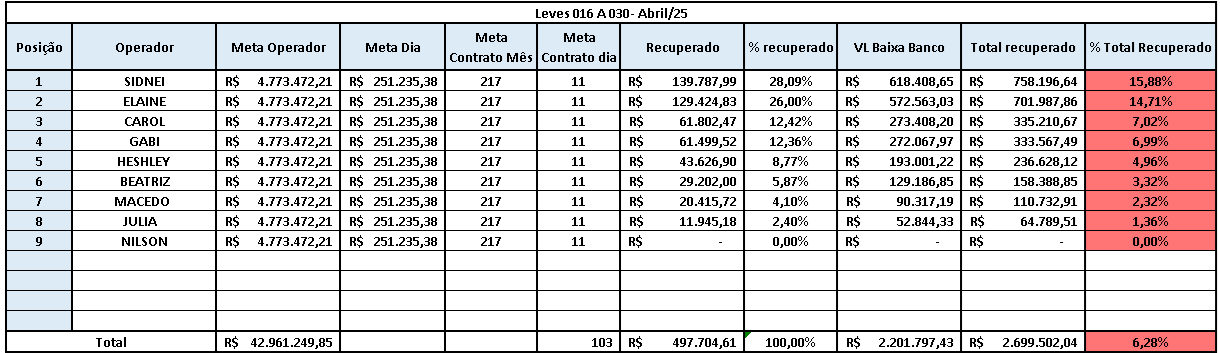 Leves 016 A 030- Abril/25
Posição Operador Meta Operador Meta Dia Meta Contrato Mês Meta Contrato dia Recuperado % recuperado VL Baixa Banco Total recuperado % Total Recuperado
1 SIDNEI R$ 4.773.472,21 R$ 251.235,38 217 11 R$ 139.787,99 28,09% R$ 618.408,65 R$ 758.196,64 15,88%
2 ELAINE R$ 4.773.472,21 R$ 251.235,38 217 11 R$ 129.424,83 26,00% R$ 572.563,03 R$ 701.987,86 14,71%
3 CAROL R$ 4.773.472,21 R$ 251.235,38 217 11 R$ 61.802,47 12,42% R$ 273.408,20 R$ 335.210,67 7,02%
4 GABI R$ 4.773.472,21 R$ 251.235,38 217 11 R$ 61.499,52 12,36% R$ 272.067,97 R$ 333.567,49 6,99%
5 HESHLEY R$ 4.773.472,21 R$ 251.235,38 217 11 R$ 43.626,90 8,77% R$ 193.001,22 R$ 236.628,12 4,96%
6 BEATRIZ R$ 4.773.472,21 R$ 251.235,38 217 11 R$ 29.202,00 5,87% R$ 129.186,85 R$ 158.388,85 3,32%
7 MACEDO R$ 4.773.472,21 R$ 251.235,38 217 11 R$ 20.415,72 4,10% R$ 90.317,19 R$ 110.732,91 2,32%
8 JULIA R$ 4.773.472,21 R$ 251.235,38 217 11 R$ 11.945,18 2,40% R$ 52.844,33 R$ 64.789,51 1,36%
9 NILSON R$ 4.773.472,21 R$ 251.235,38 217 11 R$ - 0,00% R$ - R$ - 0,00%
Total R$ 42.961.249,85 103 R$ 497.704,61 100,00% R$ 2.201.797,43 R$ 2.699.502,04 6,28%